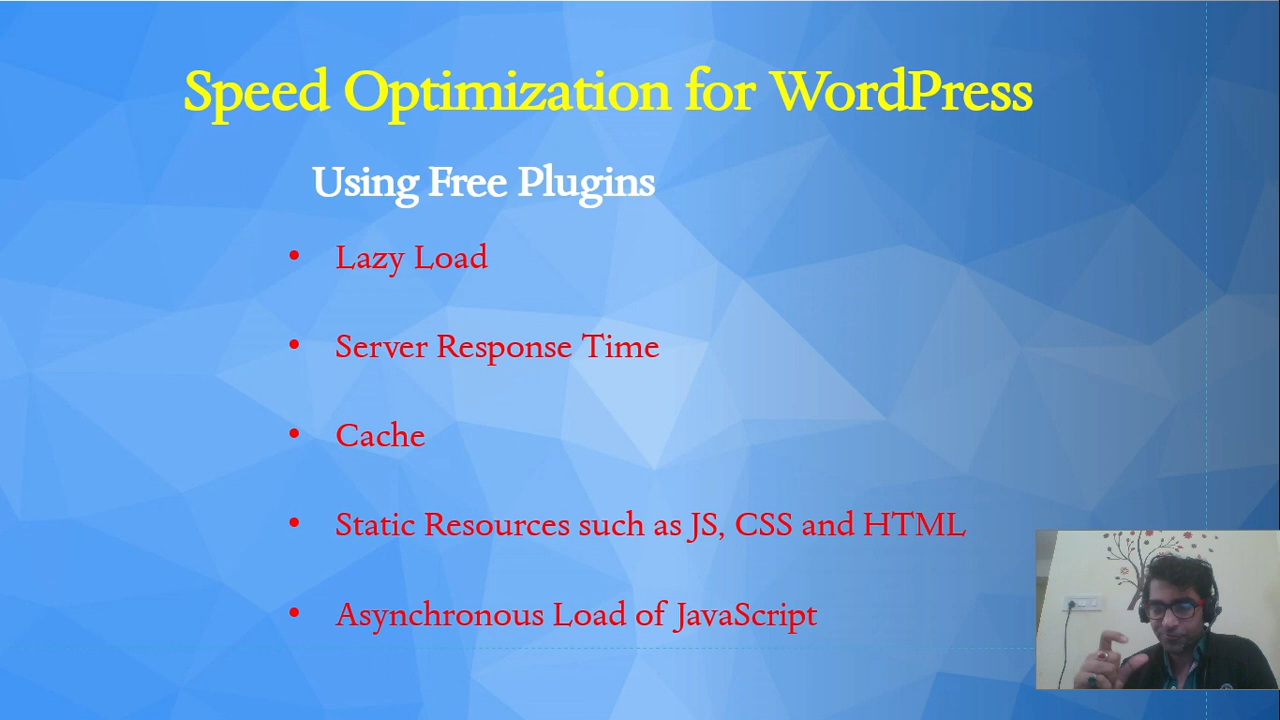 Speed Optimization for WordPress
Using Free Plugins
• Lazy Load
• Server Response Time
• Cache
• Static Resources such as JS, CSS and HTML
• Asynchronous Load of JavaScript